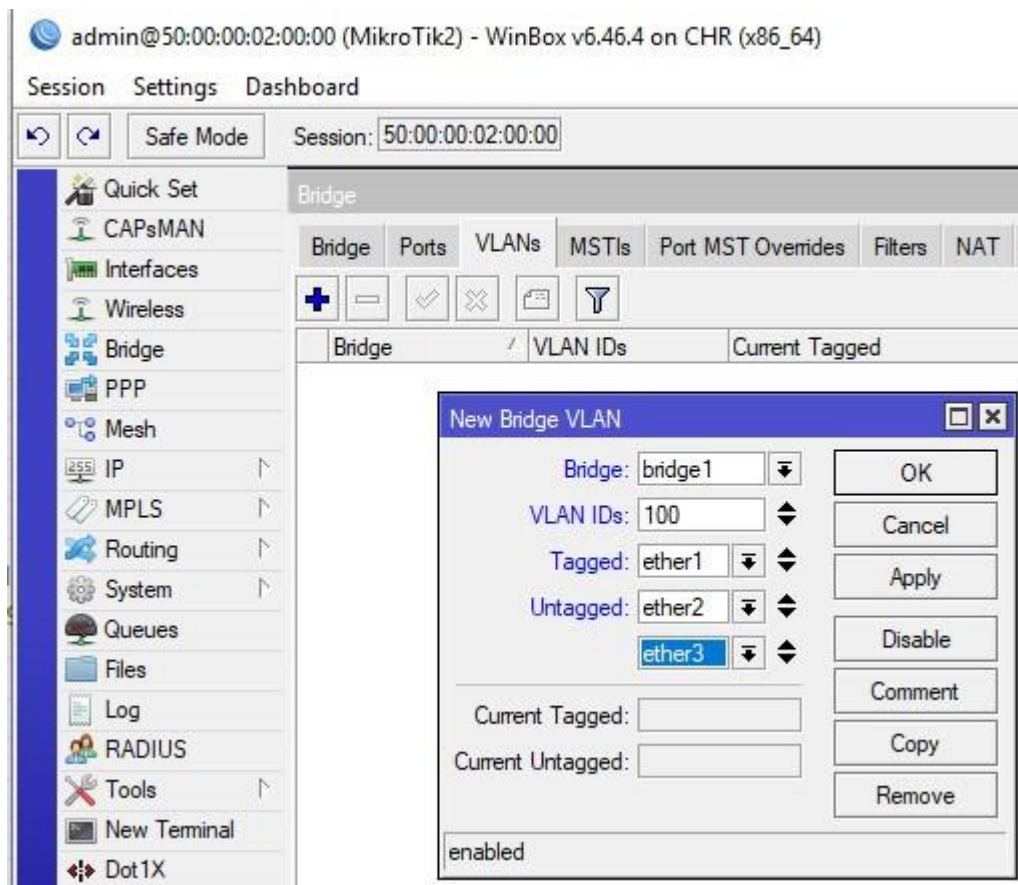 admin@50:00:00:02:00:00 (MikroTik2) - WinBox v6.46.4 on CHR (x86_64)
Session Settings Dashboard
Safe Mode Session: 50:00:00:02:00:00
Quick Set
CAPsMAN
Interfaces
Wireless
Bridge
PPP
Mesh
IP
MPLS
Routing
System
Queues
Files
Log
RADIUS
Tools
New Terminal
Dot1X
Bridge
Bridge Ports VLANs MSTIs Port MST Overrides Filters NAT
Bridge VLAN IDs Current Tagged
New Bridge VLAN
Bridge: bridge1
VLAN IDs: 100
Tagged: ether1
Untagged: ether2
ether3
Current Tagged:
Current Untagged:
OK
Cancel
Apply
Disable
Comment
Copy
Remove
enabled